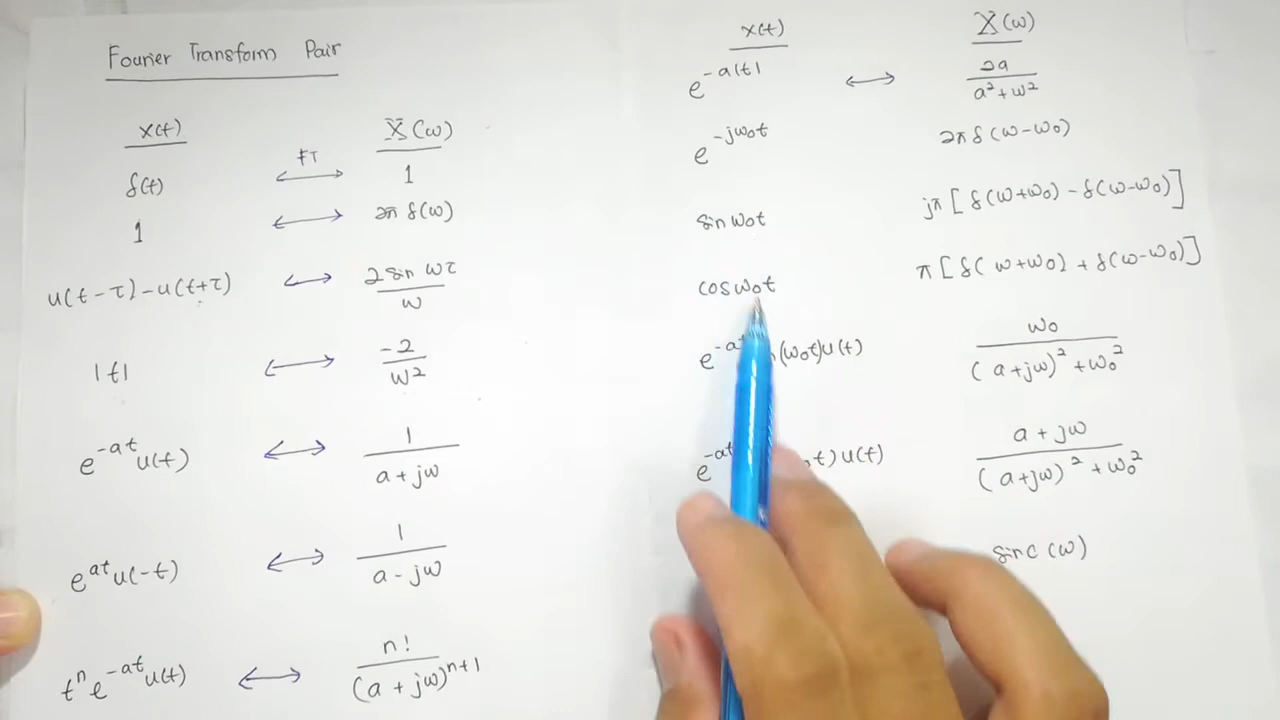 Fourier Transform Pair
x(t) X(ω)
δ(t) FT ↔ 1
1 ↔ 2π δ(ω)
u(t-τ)-u(t+τ) ↔ 2 sin ωτ / ω
|t| ↔ -2 / ω²
e^-at u(t) ↔ 1 / a+jω
e^at u(-t) ↔ 1 / a-jω
t^n e^-at u(t) ↔ n! / (a+jω)^n+1
x(t) X(ω)
e^-a|t| ↔ 2a / a²+ω²
e^-jω₀t 2π δ(ω-ω₀)
sin ω₀t jπ[δ(ω+ω₀) - δ(ω-ω₀)]
cos ω₀t π[δ(ω+ω₀) + δ(ω-ω₀)]
e^-a (ω₀t)u(t) ω₀ / (a+jω)²+ω₀²
e^-at t)u(t) a+jω / (a+jω)²+ω₀²
sinc(ω)